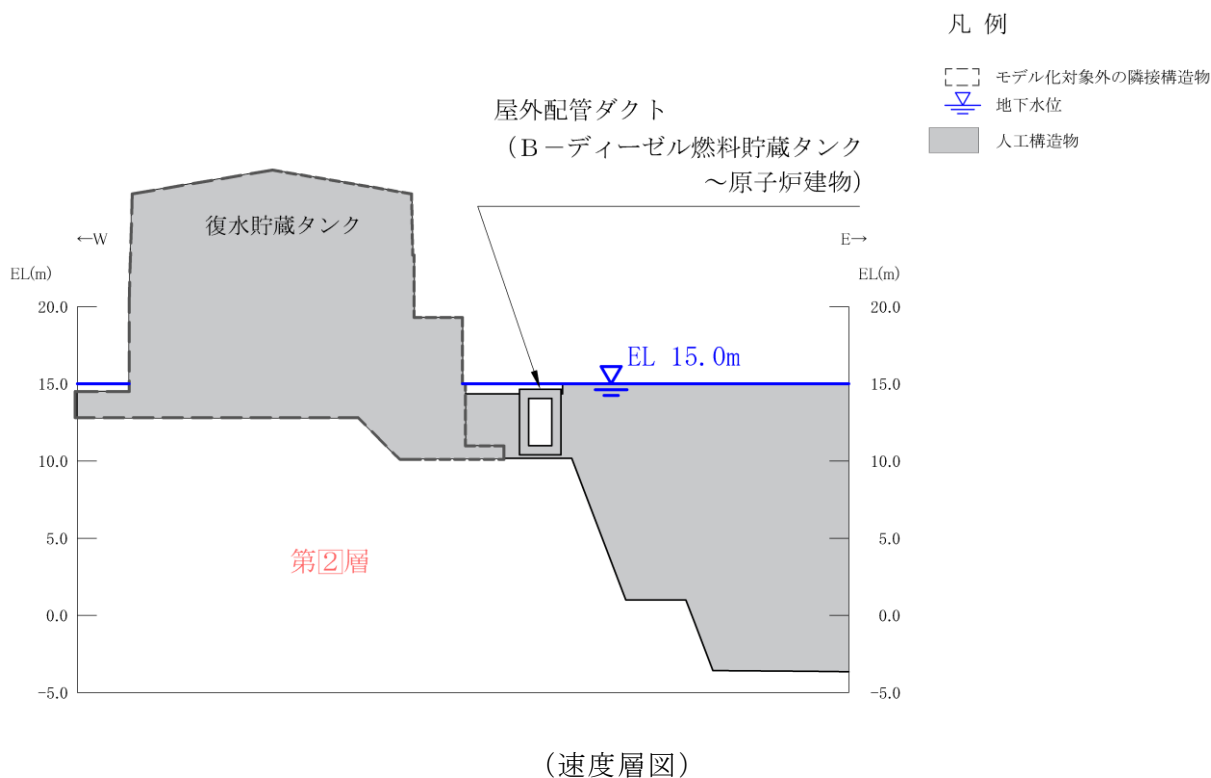 凡 例
モデル化対象外の隣接構造物
地下水位
人工構造物
屋外配管ダクト
(B-ディーゼル燃料貯蔵タンク
~原子炉建物)
復水貯蔵タンク
←W
E→
EL(m)
EL(m)
20.0
20.0
EL 15.0m
15.0
15.0
10.0
10.0
5.0
5.0
第2層
0.0
0.0
-5.0
-5.0
(速度層図)